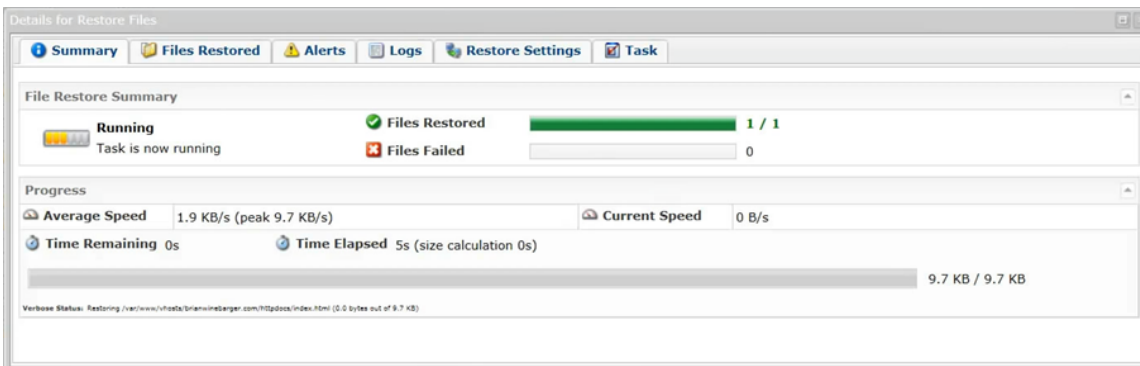 Details for Restore Files
Summary Files Restored Alerts Logs Restore Settings Task
File Restore Summary
Running Files Restored 1 / 1
Task is now running Files Failed 0
Progress
Average Speed 1.9 KB/s (peak 9.7 KB/s) Current Speed 0 B/s
Time Remaining 0s Time Elapsed 5s (size calculation 0s)
9.7 KB / 9.7 KB
Verbose Status: Restoring /var/www/vhosts/brianwinebarger.com/httpdocs/index.html (0.0 bytes out of 9.7 KB)